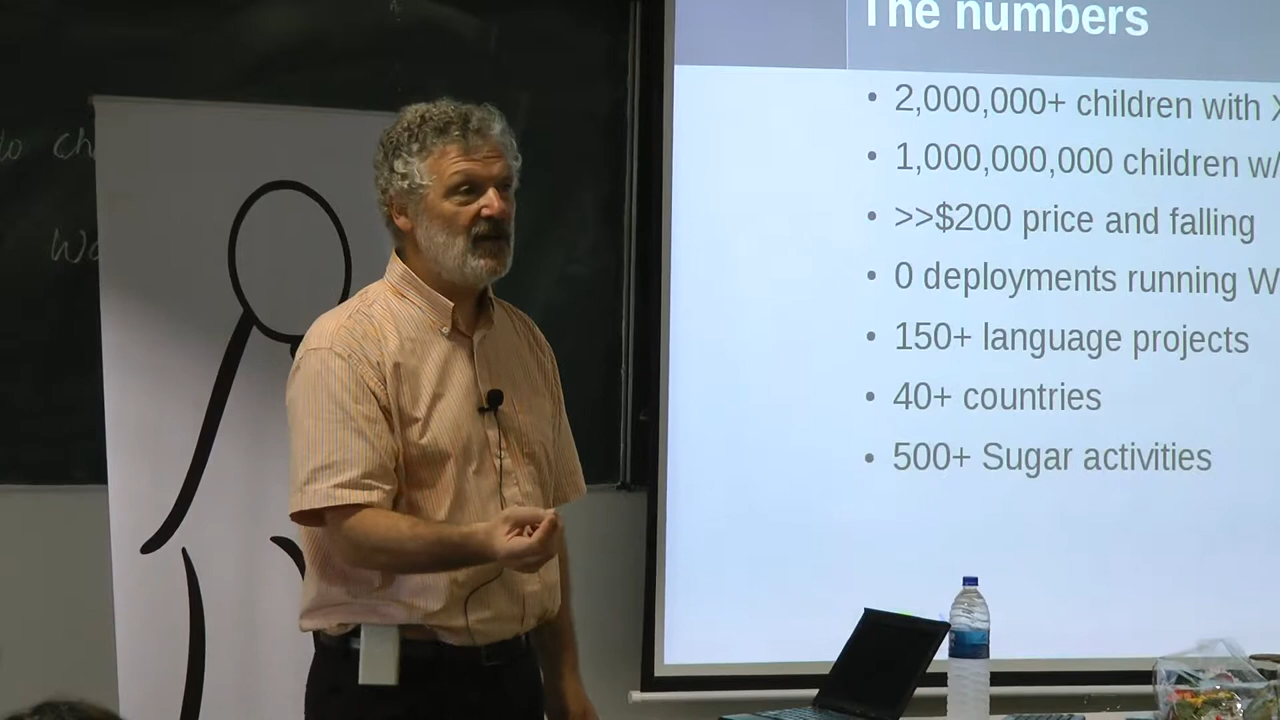 The numbers
• 2,000,000+ children with X
• 1,000,000,000 children w/
• >>$200 price and falling
• 0 deployments running W
• 150+ language projects
• 40+ countries
• 500+ Sugar activities